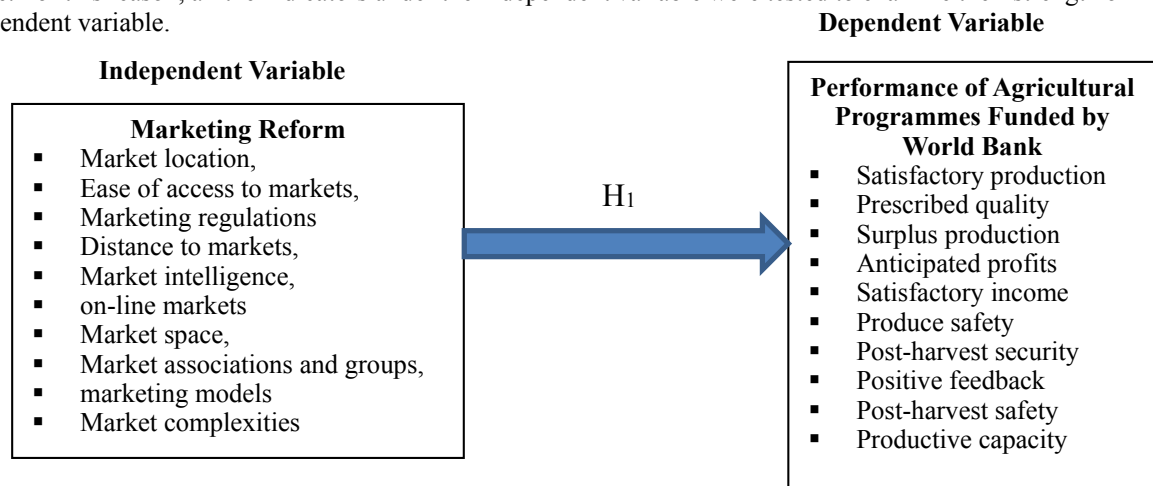 endent variable.
Dependent Variable
Independent Variable
Marketing Reform
▪ Market location,
▪ Ease of access to markets,
▪ Marketing regulations
▪ Distance to markets,
▪ Market intelligence,
▪ on-line markets
▪ Market space,
▪ Market associations and groups,
▪ marketing models
▪ Market complexities
H1
Performance of Agricultural
Programmes Funded by
World Bank
▪ Satisfactory production
▪ Prescribed quality
▪ Surplus production
▪ Anticipated profits
▪ Satisfactory income
▪ Produce safety
▪ Post-harvest security
▪ Positive feedback
▪ Post-harvest safety
▪ Productive capacity